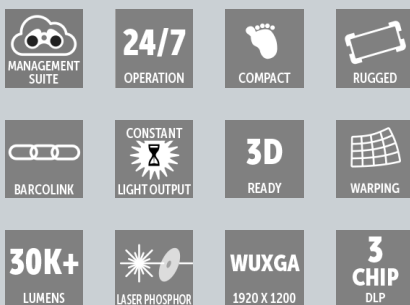 MANAGEMENT
SUITE
24/7
OPERATION
COMPACT
RUGGED
BARCOLINK
CONSTANT
LIGHT OUTPUT
3D
READY
WARPING
30K+
LUMENS
LASER PHOSPHOR
WUXGA
1920 X 1200
3
CHIP
DLP